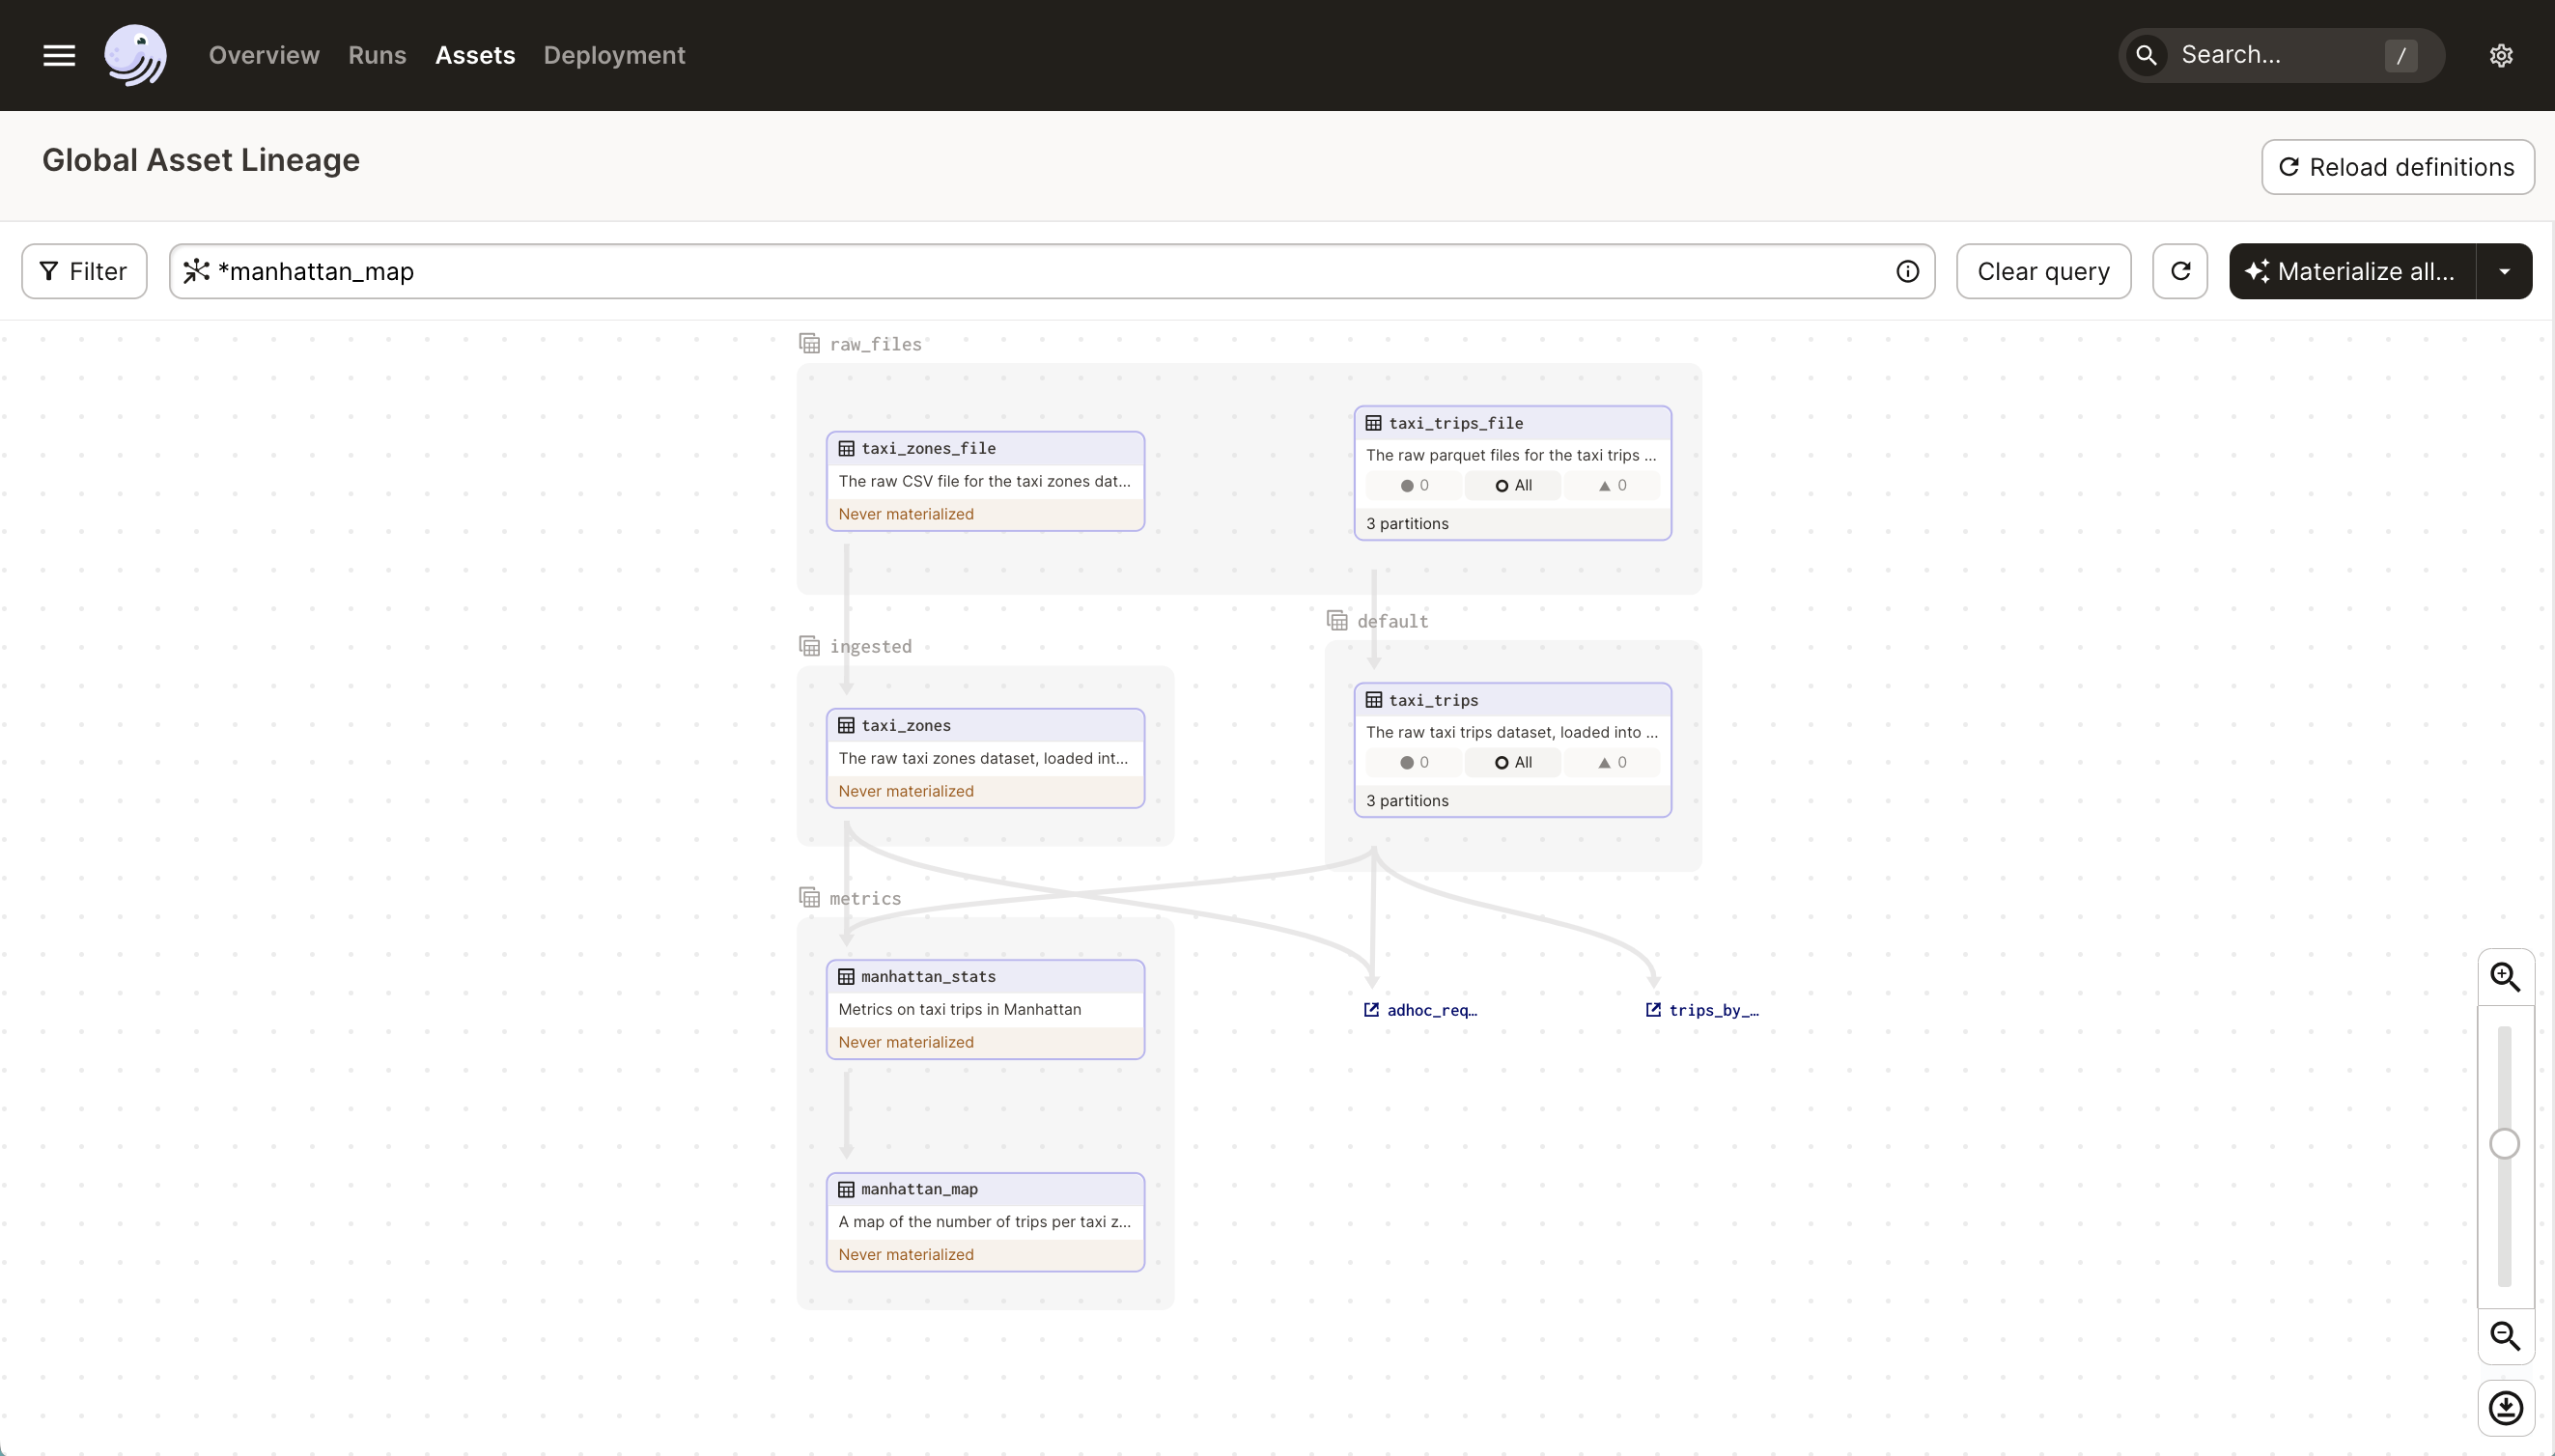 Overview Runs Assets Deployment Search... /
Global Asset Lineage
Reload definitions
Filter *manhattan_map Clear query Materialize all...
raw_files
taxi_zones_file
The raw CSV file for the taxi zones dat...
Never materialized
taxi_trips_file
The raw parquet files for the taxi trips ...
0 All 0
3 partitions
ingested
taxi_zones
The raw taxi zones dataset, loaded int...
Never materialized
default
taxi_trips
The raw taxi trips dataset, loaded into ...
0 All 0
3 partitions
metrics
manhattan_stats
Metrics on taxi trips in Manhattan
Never materialized
adhoc_req…
trips_by_…
manhattan_map
A map of the number of trips per taxi z...
Never materialized